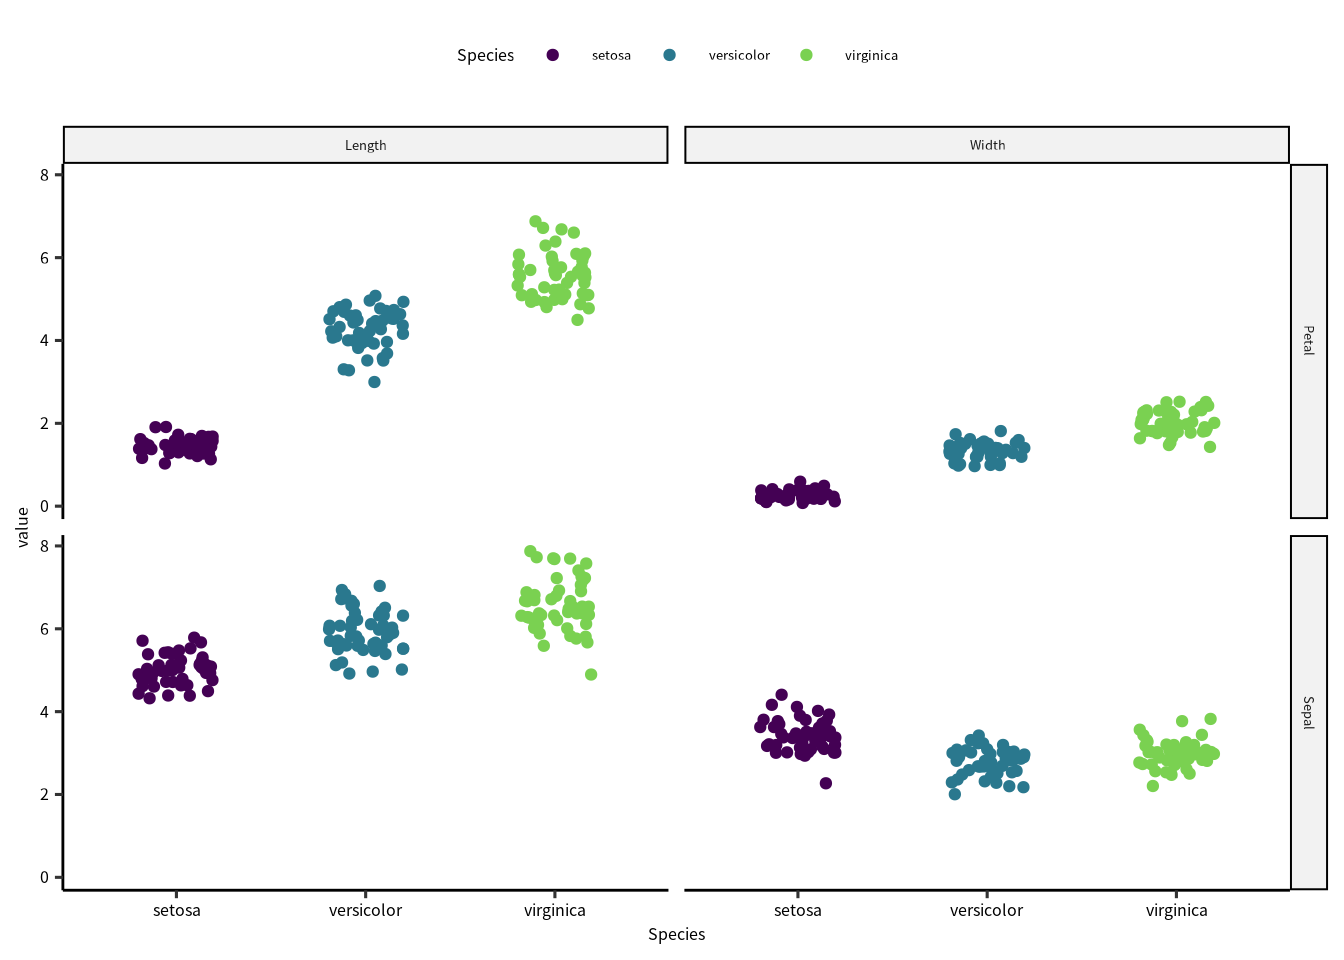 Species setosa versicolor virginica
Length Width
8
6
4
2
0
Petal
value
8
6
4
2
0
Sepal
setosa versicolor virginica setosa versicolor virginica
Species